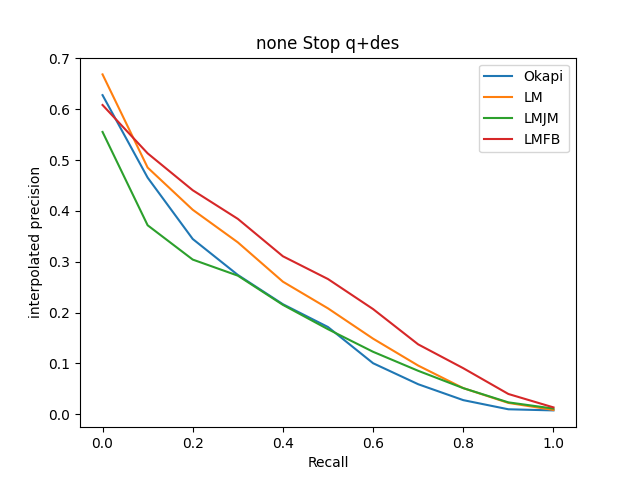 none Stop q+des
Okapi
LM
LMJM
LMFB
interpolated precision
0.7
0.6
0.5
0.4
0.3
0.2
0.1
0.0
0.0 0.2 0.4 0.6 0.8 1.0
Recall